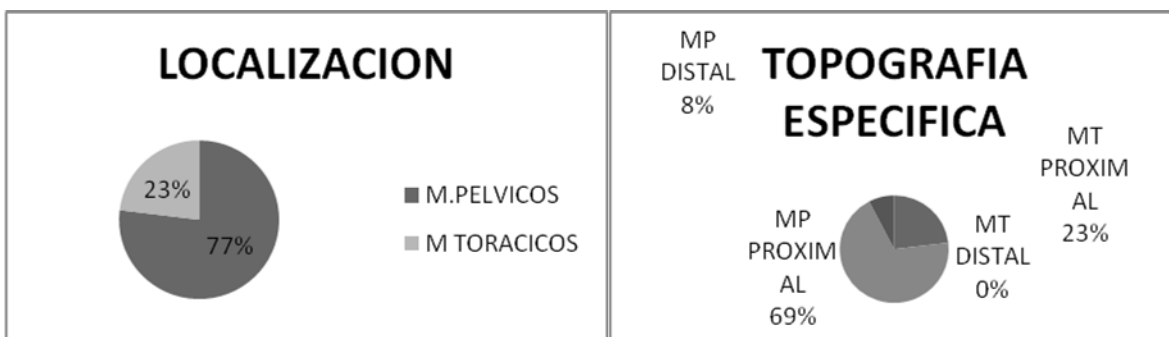 LOCALIZACION
23%
77%
M.PELVICOS
M TORACICOS
TOPOGRAFIA
ESPECIFICA
MP
DISTAL
8%
MT
PROXIM
AL
23%
MP
PROXIM
AL
69%
MT
DISTAL
0%